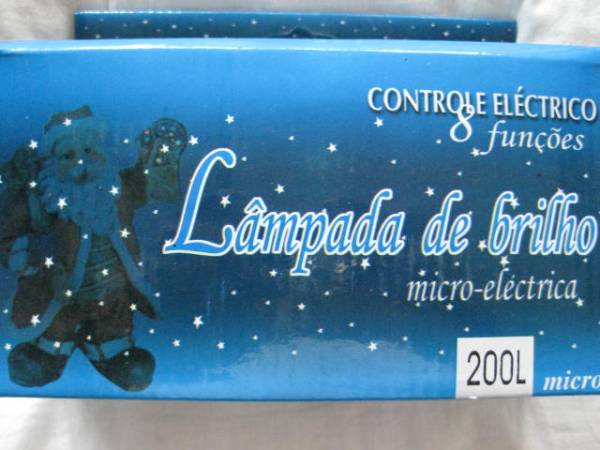 CONTROLE ELÉCTRICO
8 funções
Lâmpada de brilho
micro-eléctrica
200L
micro